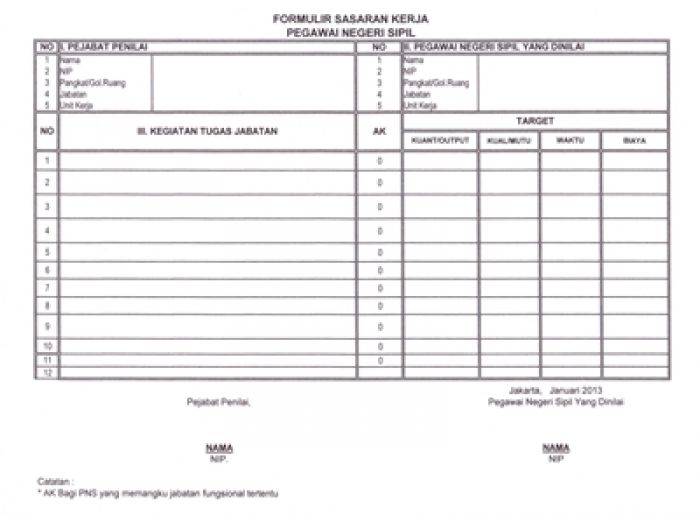 FORMULIR SASARAN KERJA
PEGAWAI NEGERI SIPIL
NO I. PEJABAT PENILAI NO II. PEGAWAI NEGERI SIPIL YANG DINILAI
1 Nama 1 Nama
2 NIP 2 NIP
3 Pangkat/Gol.Ruang 3 Pangkat/Gol.Ruang
4 Jabatan 4 Jabatan
5 Unit Kerja 5 Unit Kerja
NO III. KEGIATAN TUGAS JABATAN AK TARGET
KUANT/OUTPUT KUAL/MUTU WAKTU BIAYA
1 0
2 0
3 0
4 0
5 0
6 0
7 0
8 0
9 0
10 0
11 0
12
Jakarta, Januari 2013
Pejabat Penilai, Pegawai Negeri Sipil Yang Dinilai
NAMA NAMA
NIP. NIP
Catatan :
* AK Bagi PNS yang memangku jabatan fungsional tertentu